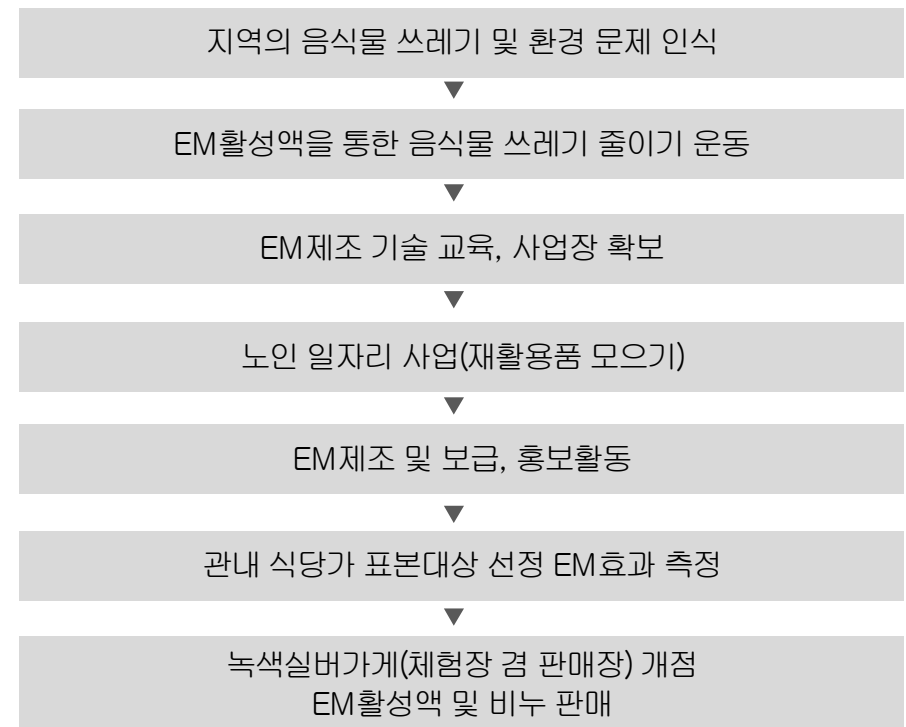 지역의 음식물 쓰레기 및 환경 문제 인식
▼
EM활성액을 통한 음식물 쓰레기 줄이기 운동
▼
EM제조 기술 교육, 사업장 확보
▼
노인 일자리 사업(재활용품 모으기)
▼
EM제조 및 보급, 홍보활동
▼
관내 식당가 표본대상 선정 EM효과 측정
▼
녹색실버가게(체험장 겸 판매장) 개점
EM활성액 및 비누 판매